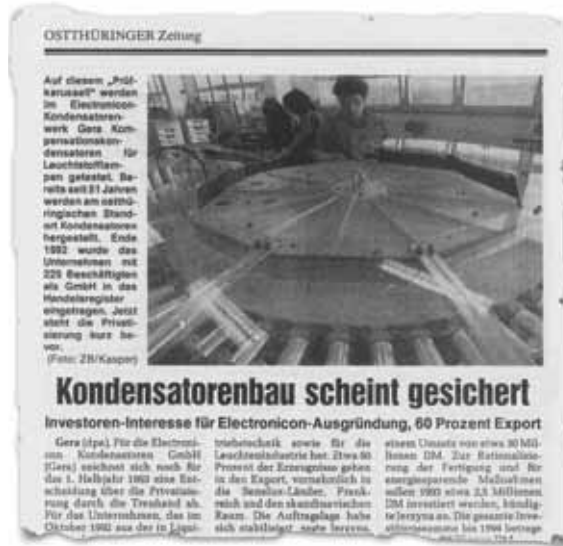 OSTTHÜRINGER Zeitung
Auf diesem „Prüf-
karussell“ werden
im Electronicon-
Kondensatoren-
werk Gera Kom-
pensationskon-
densatoren für
Leuchtstofflam-
pen getestet. Be-
reits seit 51 Jahren
werden am ostthü-
ringischen Stand-
ort Kondensatoren
hergestellt. Ende
1992 wurde das
Unternehmen mit
225 Beschäftigten
als GmbH in das
Handelsregister
eingetragen. Jetzt
steht die Privati-
sierung kurz be-
vor.
(Foto: ZB/Kasper)
Kondensatorenbau scheint gesichert
Investoren-Interesse für Electronicon-Ausgründung, 60 Prozent Export
Gera (dpa). Für die Electroni-
con Kondensatoren GmbH
(Gera) zeichnet sich noch für
das 1. Halbjahr 1993 eine Ent-
scheidung über die Privatisie-
rung durch die Treuhand ab.
Für das Unternehmen, das im
Oktober 1992 aus der in Liqui-
triebstechnik sowie für die
Leuchtenindustrie her. Etwa 60
Prozent der Erzeugnisse gehen
in den Export, vornehmlich in
die Benelux-Länder, Frank-
reich und den skandinavischen
Raum. Die Auftragslage habe
sich stabilisiert, sagte Jerzyna.
einem Umsatz von etwa 30 Mil-
lionen DM. Zur Rationalisie-
rung der Fertigung und für
energiesparende Maßnahmen
sollen 1993 etwa 2,5 Millionen
DM investiert werden, kündig-
te Jerzyna an. Die gesamte Inve-
stitionssumme bis 1996 betrage